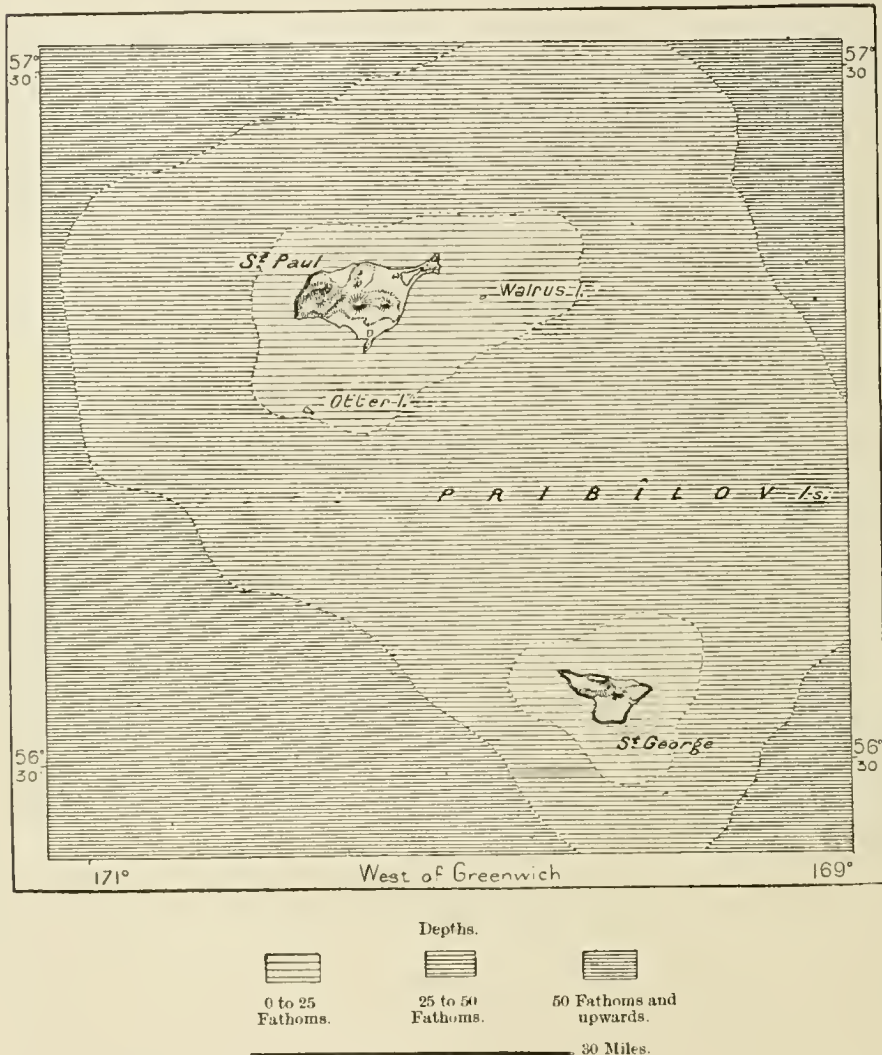 57° 57°
30' 30
St Paul
Walrus I.
Otter I.
PRIBÎLOV Is.
St George
56° 56°
30' 30
171° West of Greenwich 169°
Depths.
0 to 25 25 to 50 50 Fathoms and
Fathoms. Fathoms. upwards.
30 Miles.